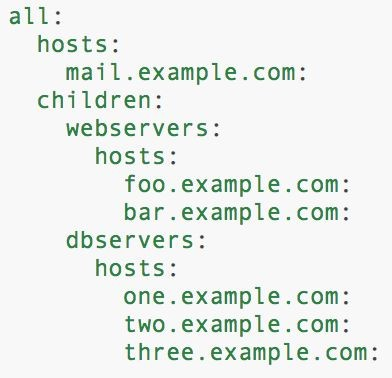 all:
  hosts:
    mail.example.com:
  children:
    webservers:
      hosts:
        foo.example.com:
        bar.example.com:
    dbservers:
      hosts:
        one.example.com:
        two.example.com:
        three.example.com: